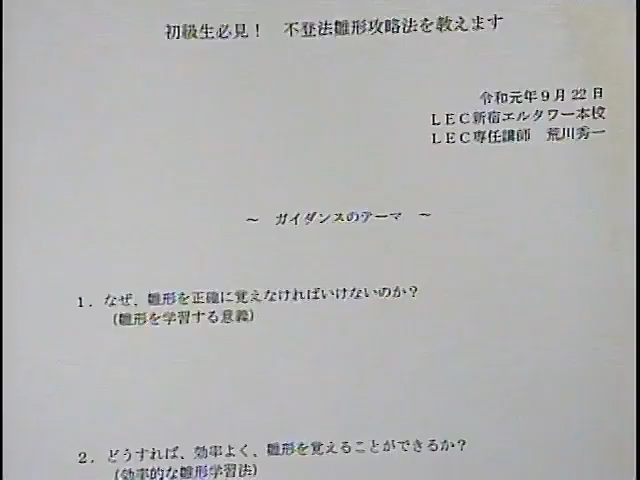 初級生必見！　不登法雛形攻略法を教えます
令和元年９月22日
ＬＥＣ新宿エルタワー本校
ＬＥＣ専任講師　荒川秀一
～　ガイダンスのテーマ　～
１．なぜ、雛形を正確に覚えなければいけないのか？
(雛形を学習する意義)
２．どうすれば、効率よく、雛形を覚えることができるか？
(効率的な雛形学習法)